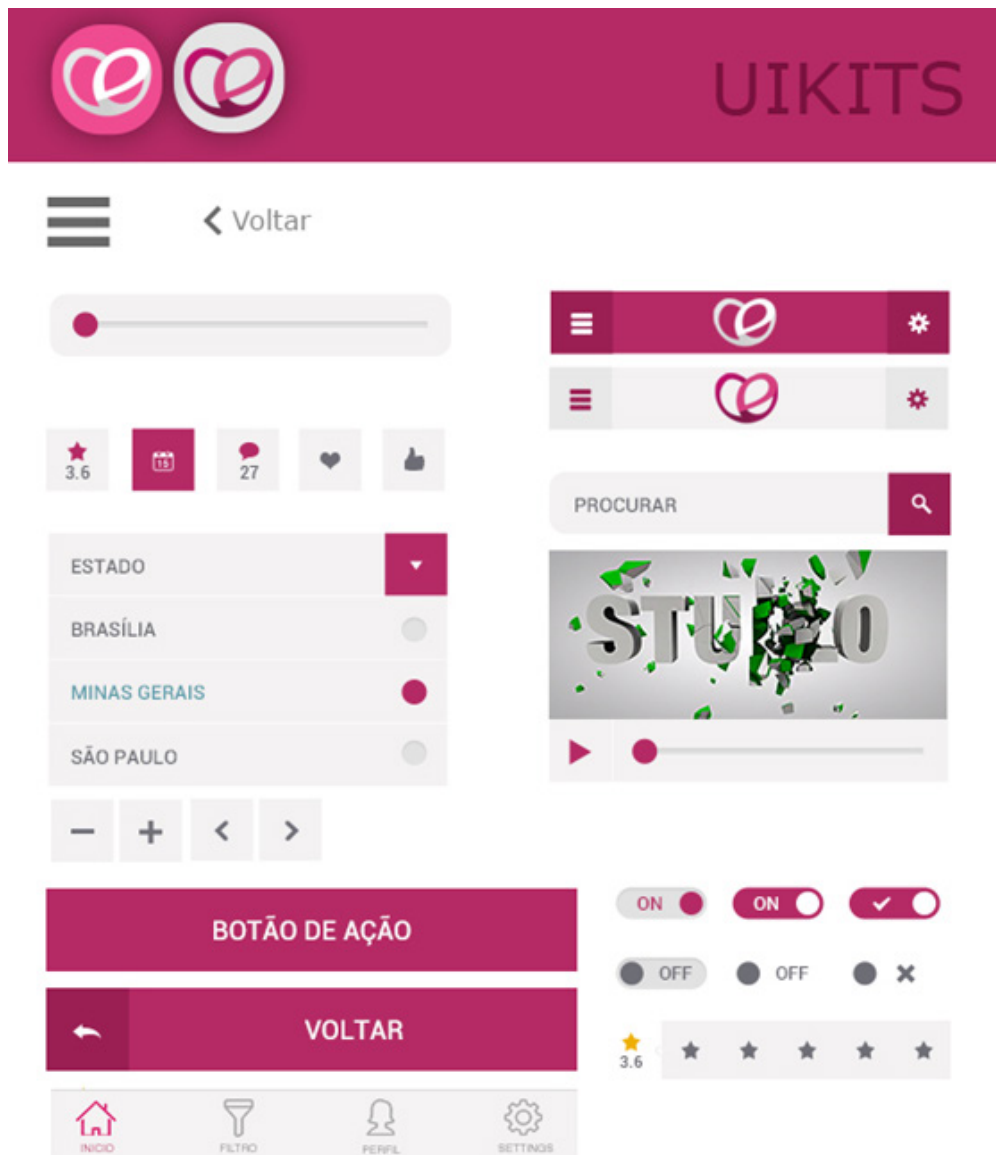 UIKITS
Voltar
3.6
15
27
PROCURAR
ESTADO
BRASÍLIA
MINAS GERAIS
SÃO PAULO
STUDIO
BOTÃO DE AÇÃO
VOLTAR
ON
ON
OFF
OFF
3.6
INICIO
FILTRO
PERFIL
SETTINGS